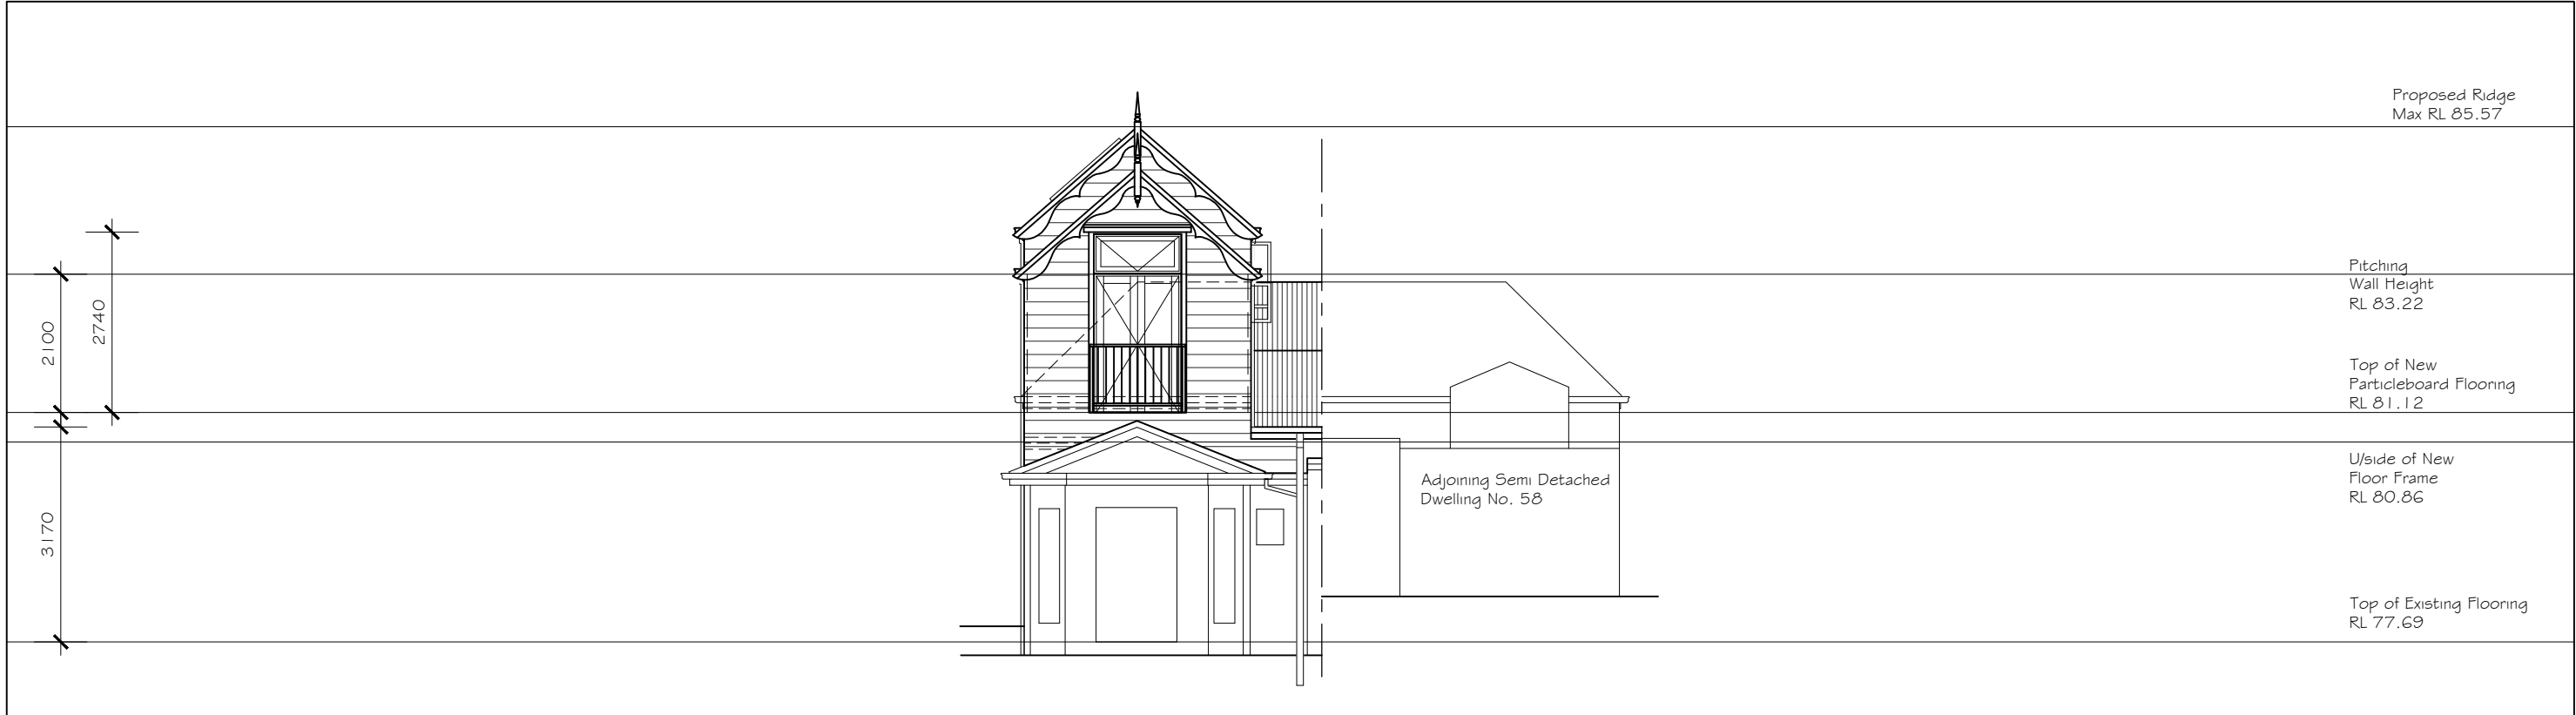 Proposed Ridge
Max RL 85.57
Pitching
Wall Height
RL 83.22
2740
2100
Top of New
Particleboard Flooring
RL 81.12
U/side of New
Floor Frame
RL 80.86
Adjoining Semi Detached
Dwelling No. 58
3170
Top of Existing Flooring
RL 77.69